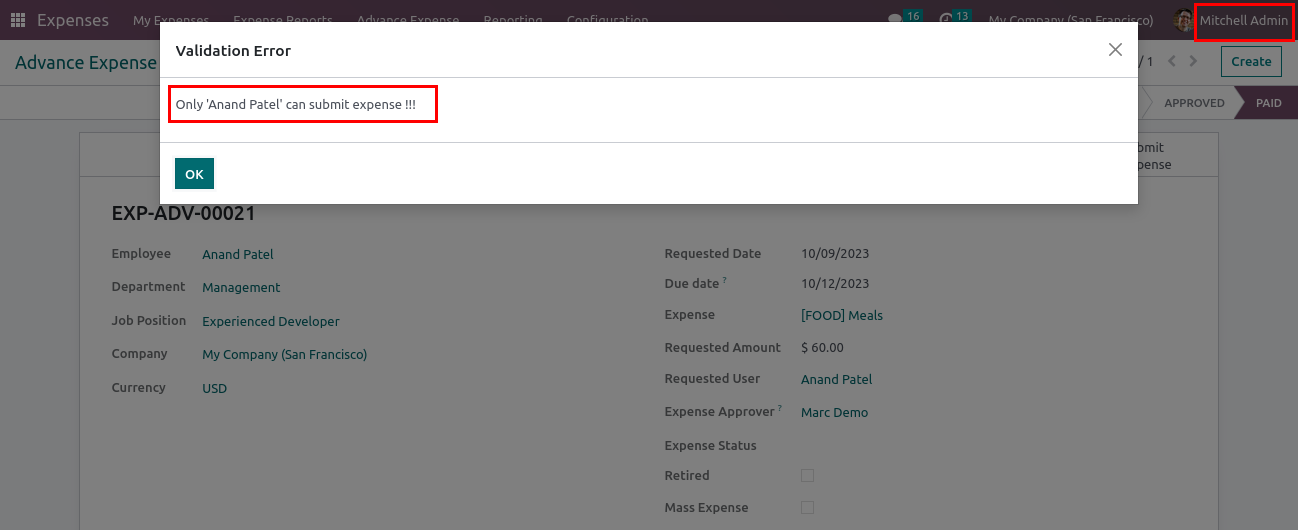 Expenses My Expenses Expense Reports Advance Expense Reporting Configuration 16 13 My Company (San Francisco) Mitchell Admin
Validation Error
Advance Expense / 1 Create
Only 'Anand Patel' can submit expense !!!
APPROVED PAID
OK
bmit
pense
EXP-ADV-00021
Employee Anand Patel Requested Date 10/09/2023
Department Management Due date ? 10/12/2023
Job Position Experienced Developer Expense [FOOD] Meals
Company My Company (San Francisco) Requested Amount $ 60.00
Currency USD Requested User Anand Patel
Expense Approver ? Marc Demo
Expense Status
Retired
Mass Expense